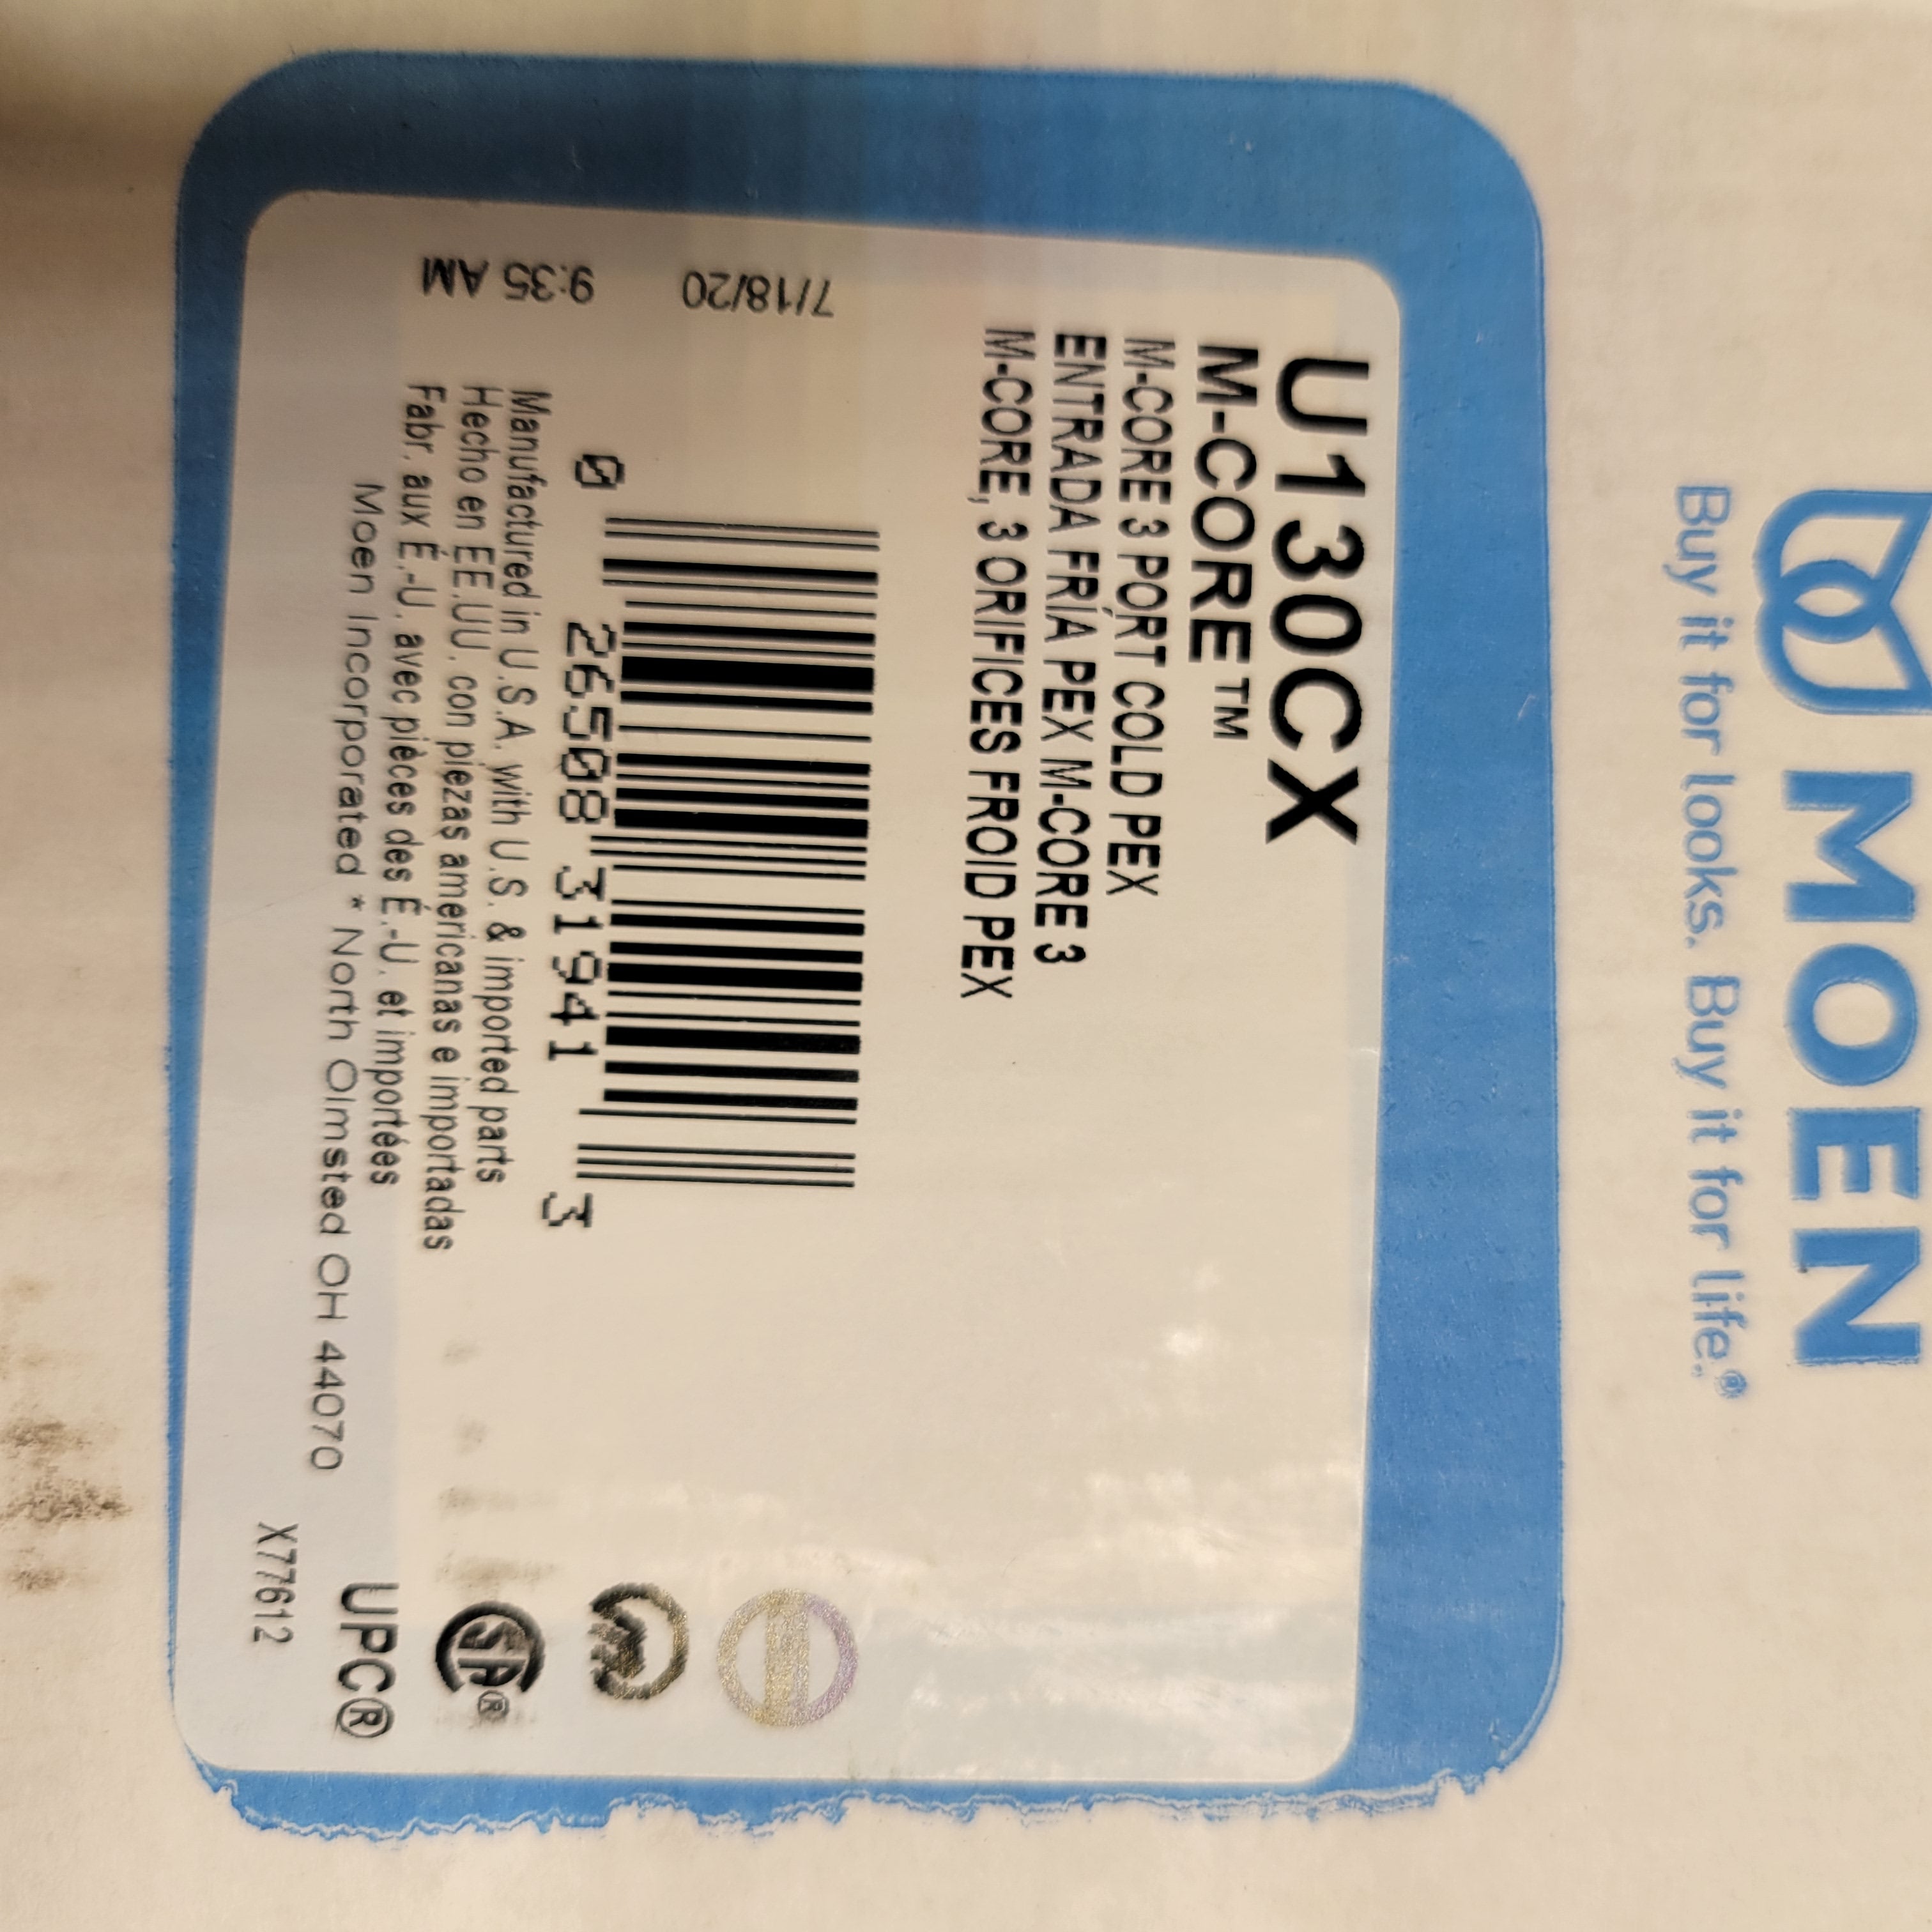 MOEN
Buy it for looks. Buy it for life.®
U130CX
M-CORE™
M-CORE 3 PORT COLD PEX
ENTRADA FRÍA PEX M-CORE 3
M-CORE, 3 ORIFICES FROID PEX
7/18/20
9:35 AM
0 26508 31941 3
Manufactured in U.S.A. with U.S. & imported parts
Hecho en EE.UU. con piezas americanas e importadas
Fabr. aux É.-U. avec pièces des É.-U. et importées
Moen Incorporated * North Olmsted OH 44070
SA®
UPC®
X77612